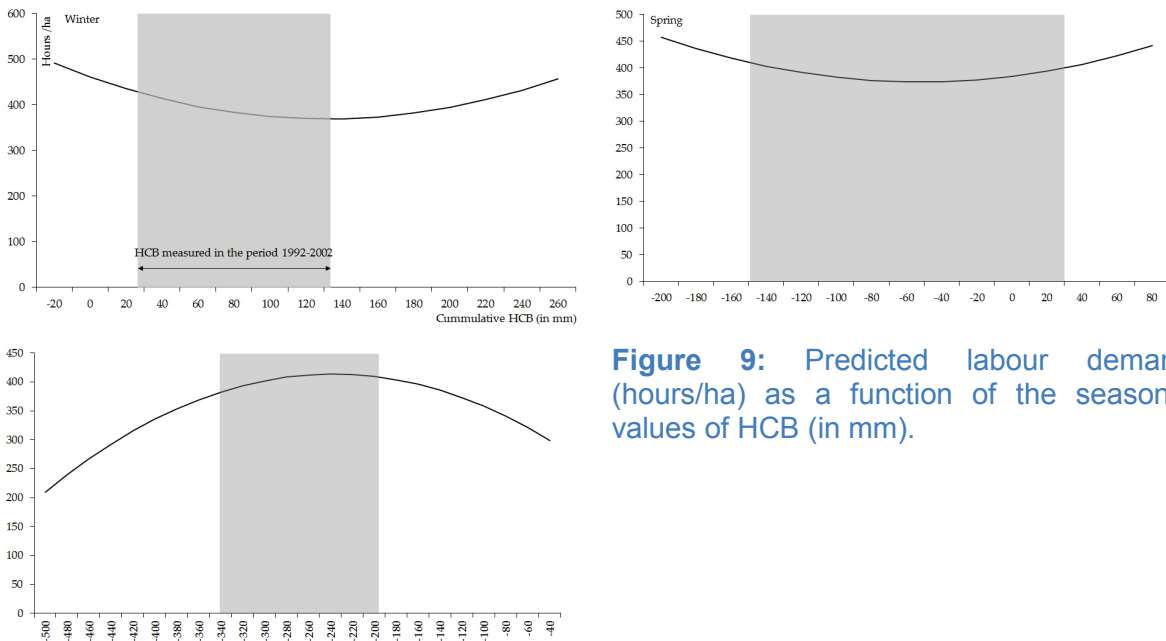 Winter
Hours /ha
600
500
400
300
200
100
0
HCB measured in the period 1992-2002
-20 0 20 40 60 80 100 120 140 160 180 200 220 240 260
Cummulative HCB (in mm)
Spring
500
450
400
350
300
250
200
150
100
50
0
-200 -180 -160 -140 -120 -100 -80 -60 -40 -20 0 20 40 60 80
450
400
350
300
250
200
150
100
50
0
-500 -480 -460 -440 -420 -400 -380 -360 -340 -320 -300 -280 -260 -240 -220 -200 -180 -160 -140 -120 -100 -80 -60 -40
Figure 9: Predicted labour deman
(hours/ha) as a function of the season
values of HCB (in mm).